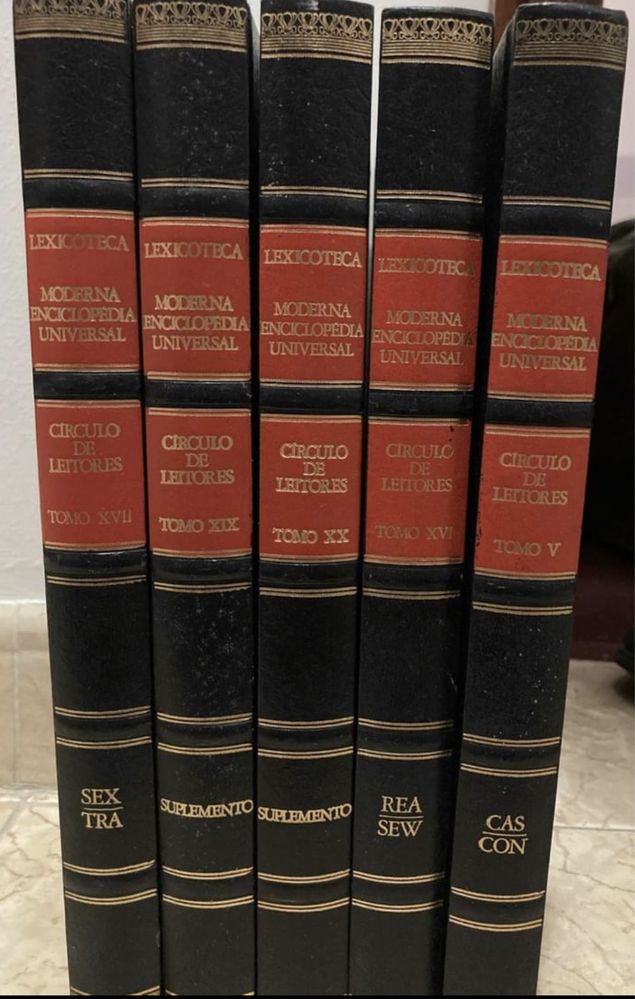 LEXICOTECA
MODERNA
ENCICLOPÉDIA
UNIVERSAL
CÍRCULO
DE
LEITORES
TOMO XVII
SEX
TRA
LEXICOTECA
MODERNA
ENCICLOPÉDIA
UNIVERSAL
CÍRCULO
DE
LEITORES
TOMO XIX
SUPLEMENTO
LEXICOTECA
MODERNA
ENCICLOPÉDIA
UNIVERSAL
CÍRCULO
DE
LEITORES
TOMO XX
SUPLEMENTO
LEXICOTECA
MODERNA
ENCICLOPÉDIA
UNIVERSAL
CÍRCULO
DE
LEITORES
TOMO XVI
REA
SEW
LEXICOTECA
MODERNA
ENCICLOPÉDIA
UNIVERSAL
CÍRCULO
DE
LEITORES
TOMO V
CAS
CON